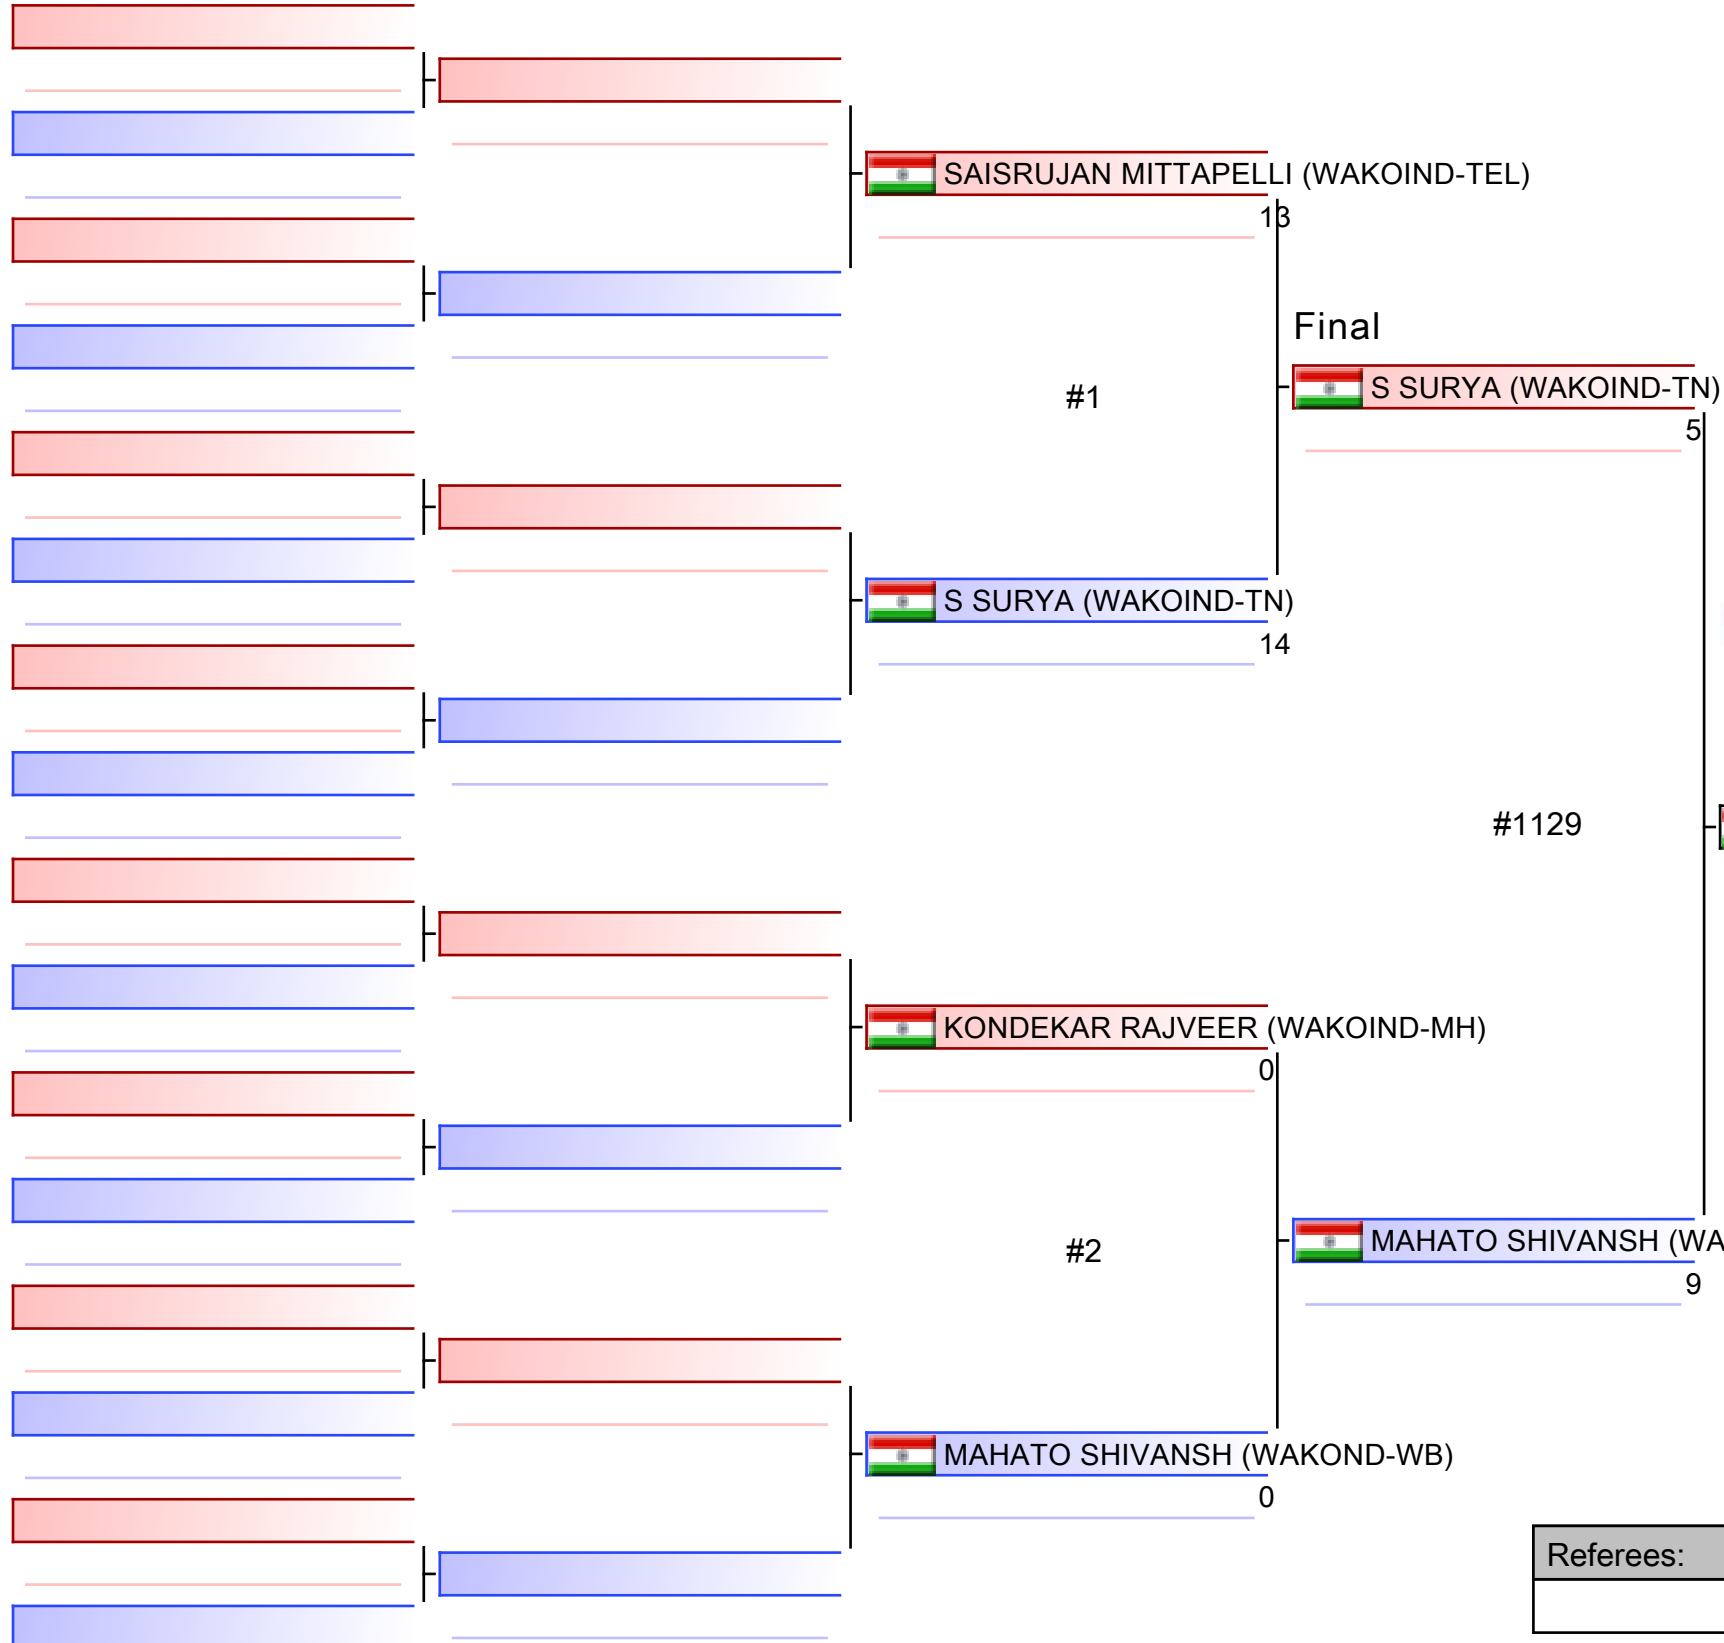 SAISRUJAN MITTAPELLI (WAKOIND-TEL)
13
Final
#1
S SURYA (WAKOIND-TN)
5
S SURYA (WAKOIND-TN)
14
#1129
KONDEKAR RAJVEER (WAKOIND-MH)
0
#2
MAHATO SHIVANSH (WA
9
MAHATO SHIVANSH (WAKOND-WB)
0
Referees: